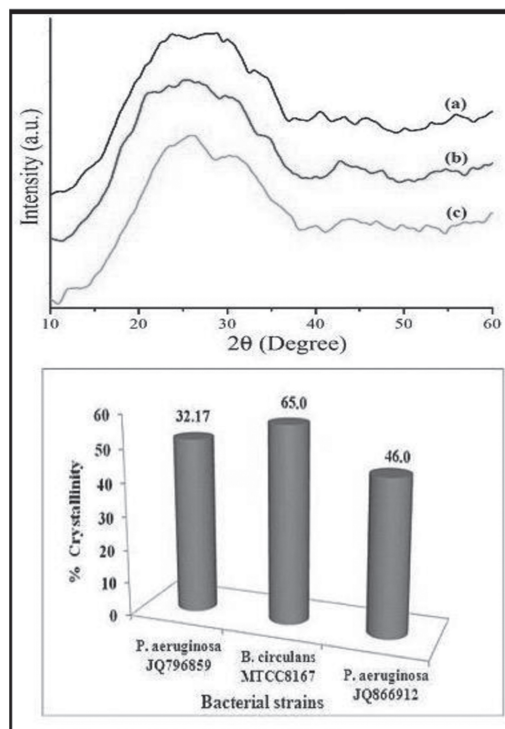 Intensity (a.u.)
(a)
(b)
(c)
10 20 30 40 50 60
2θ (Degree)
% Crystallinity
60
50
40
30
20
10
0
32.17
65.0
46.0
P. aeruginosa
JQ796859
B. circulans
MTCC8167
P. aeruginosa
JQ866912
Bacterial strains